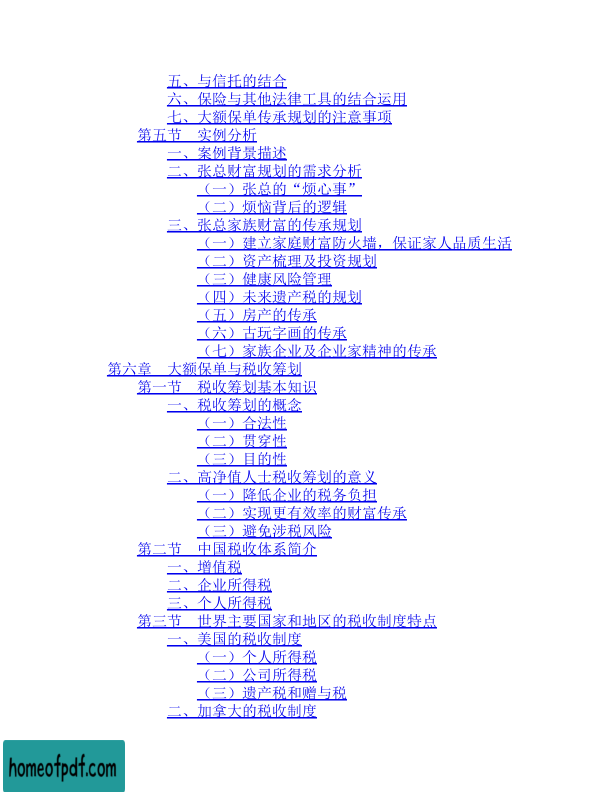 五、与信托的结合
六、保险与其他法律工具的结合运用
七、大额保单传承规划的注意事项
第五节　实例分析
一、案例背景描述
二、张总财富规划的需求分析
（一）张总的“烦心事”
（二）烦恼背后的逻辑
三、张总家族财富的传承规划
（一）建立家庭财富防火墙，保证家人品质生活
（二）资产梳理及投资规划
（三）健康风险管理
（四）未来遗产税的规划
（五）房产的传承
（六）古玩字画的传承
（七）家族企业及企业家精神的传承
第六章　大额保单与税收筹划
第一节　税收筹划基本知识
一、税收筹划的概念
（一）合法性
（二）贯穿性
（三）目的性
二、高净值人士税收筹划的意义
（一）降低企业的税务负担
（二）实现更有效率的财富传承
（三）避免涉税风险
第二节　中国税收体系简介
一、增值税
二、企业所得税
三、个人所得税
第三节　世界主要国家和地区的税收制度特点
一、美国的税收制度
（一）个人所得税
（二）公司所得税
（三）遗产税和赠与税
二、加拿大的税收制度
homeofpdf.com